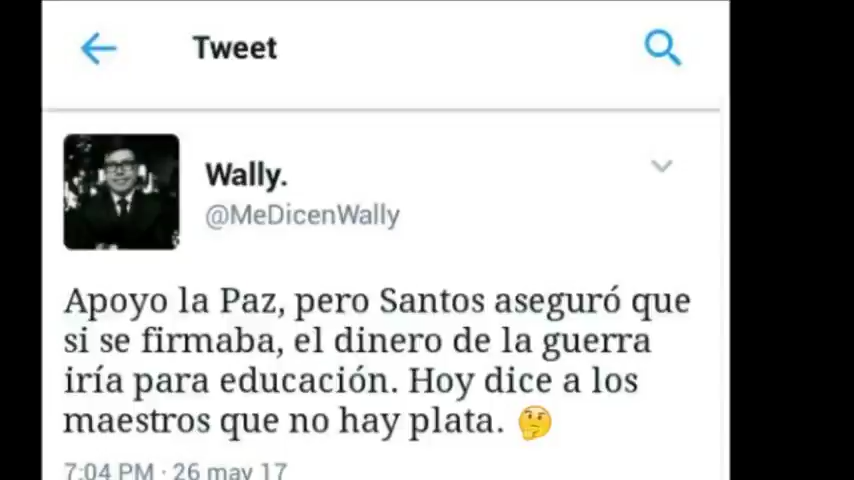 Tweet
Wally.
@MeDicenWally
Apoyo la Paz, pero Santos aseguró que
si se firmaba, el dinero de la guerra
iría para educación. Hoy dice a los
maestros que no hay plata. 🤔
7:04 PM · 26 may 17